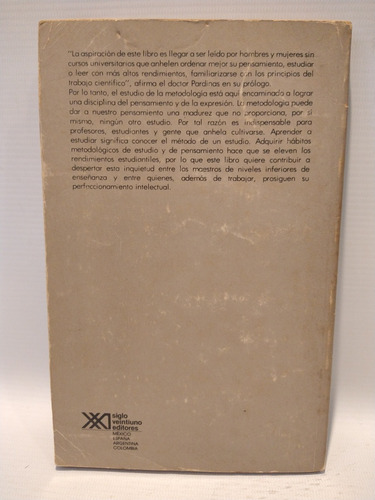 "La aspiración de este libro es llegar a ser leído por hombres y mujeres sin
cursos universitarios que anhelen ordenar mejor su pensamiento, estudiar
o leer con más altos rendimientos, familiarizarse con los principios del
trabajo científico", afirma el doctor Pardinas en su prólogo.
Por lo tanto, el estudio de la metodología está aquí encaminado a lograr
una disciplina del pensamiento y de la expresión. La metodología puede
dar a nuestro pensamiento una madurez que no proporciona, por sí
mismo, ningún otro estudio. Por tal razón es indispensable para
profesores, estudiantes y gente que anhela cultivarse. Aprender a
estudiar significa conocer el método de un estudio. Adquirir hábitos
metodológicos de estudio y de pensamiento hace que se eleven los
rendimientos estudiantiles, por lo que este libro quiere contribuir a
despertar esta inquietud entre los maestros de niveles inferiores de
enseñanza y entre quienes, además de trabajar, prosiguen su
perfeccionamiento intelectual.
siglo
veintiuno
editores
MÉXICO
ESPAÑA
ARGENTINA
COLOMBIA